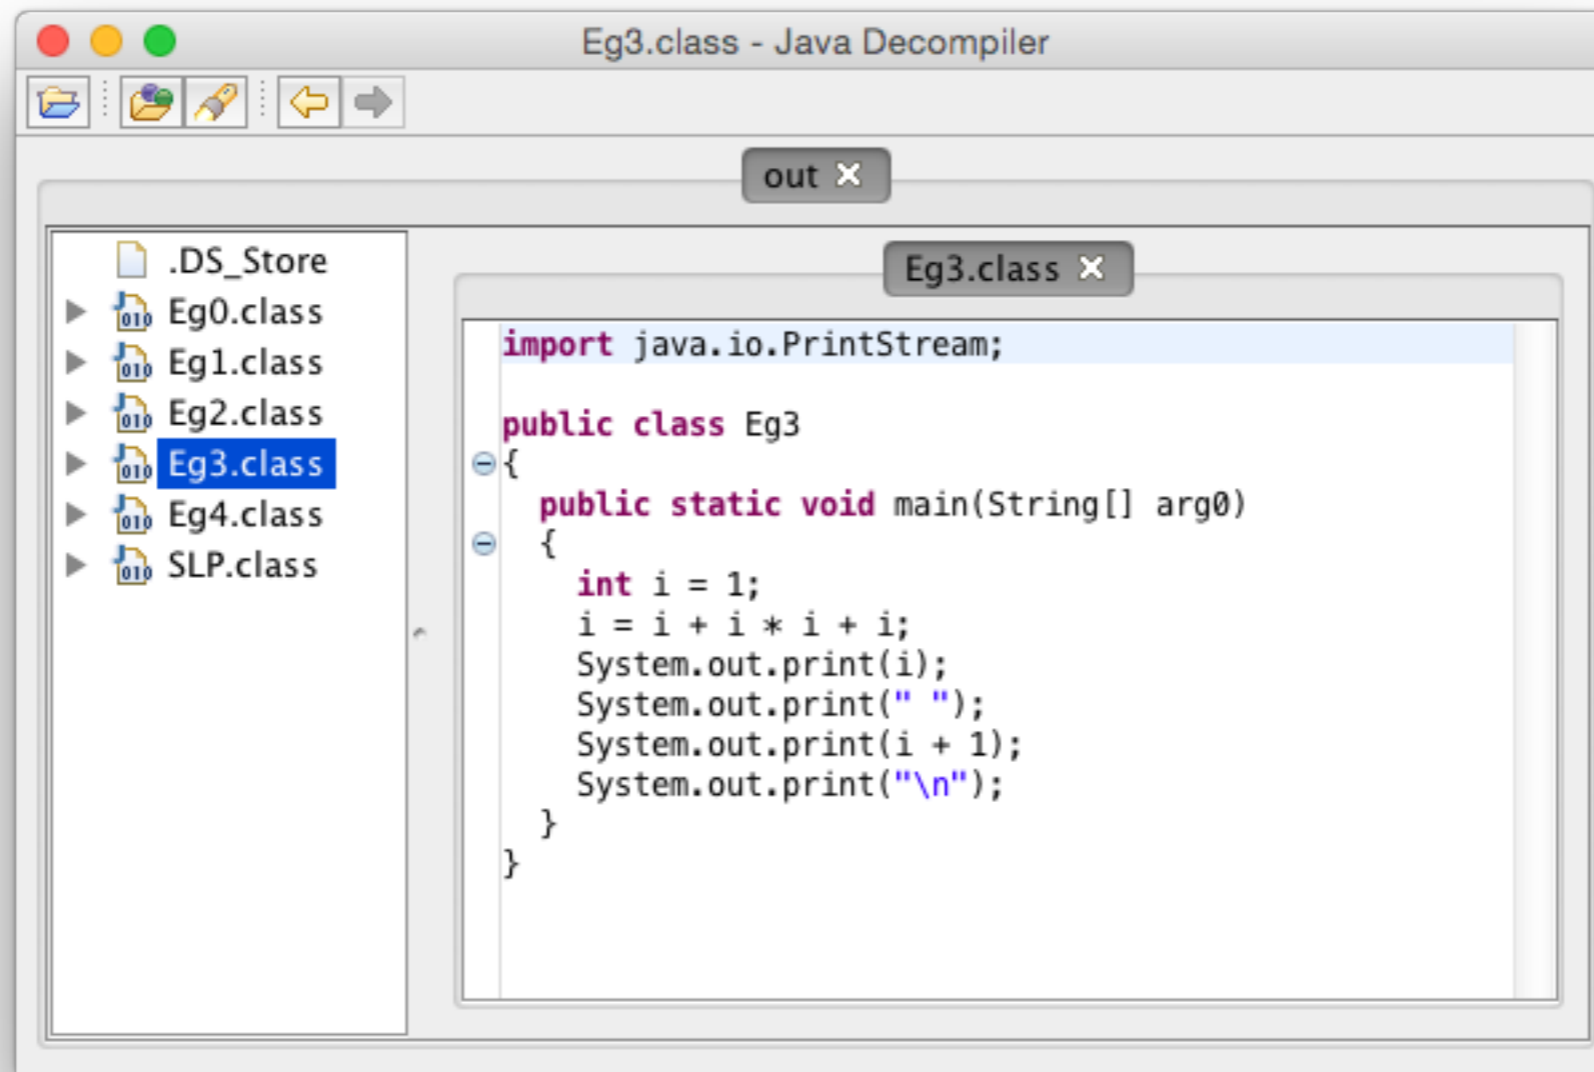 Eg3.class - Java Decompiler
out
.DS_Store
Eg0.class
Eg1.class
Eg2.class
Eg3.class
Eg4.class
SLP.class
Eg3.class
import java.io.PrintStream;
public class Eg3
{
public static void main(String[] arg0)
{
int i = 1;
i = i + i * i + i;
System.out.print(i);
System.out.print(" ");
System.out.print(i + 1);
System.out.print("\n");
}
}